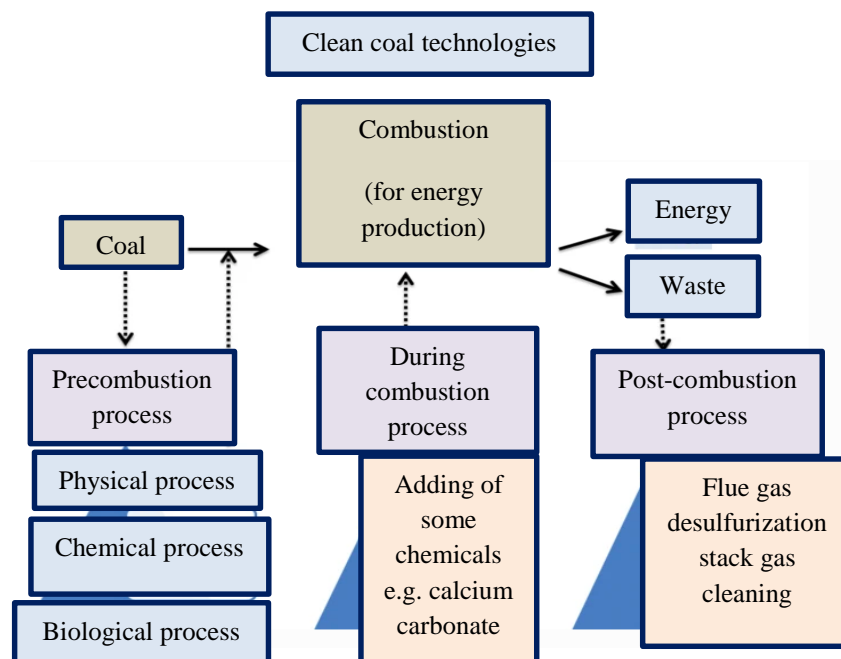 Clean coal technologies
Combustion
(for energy
production)
Energy
Coal
Waste
Precombustion
process
During
combustion
process
Post-combustion
process
Physical process
Chemical process
Biological process
Adding of
some
chemicals
e.g. calcium
carbonate
Flue gas
desulfurization
stack gas
cleaning